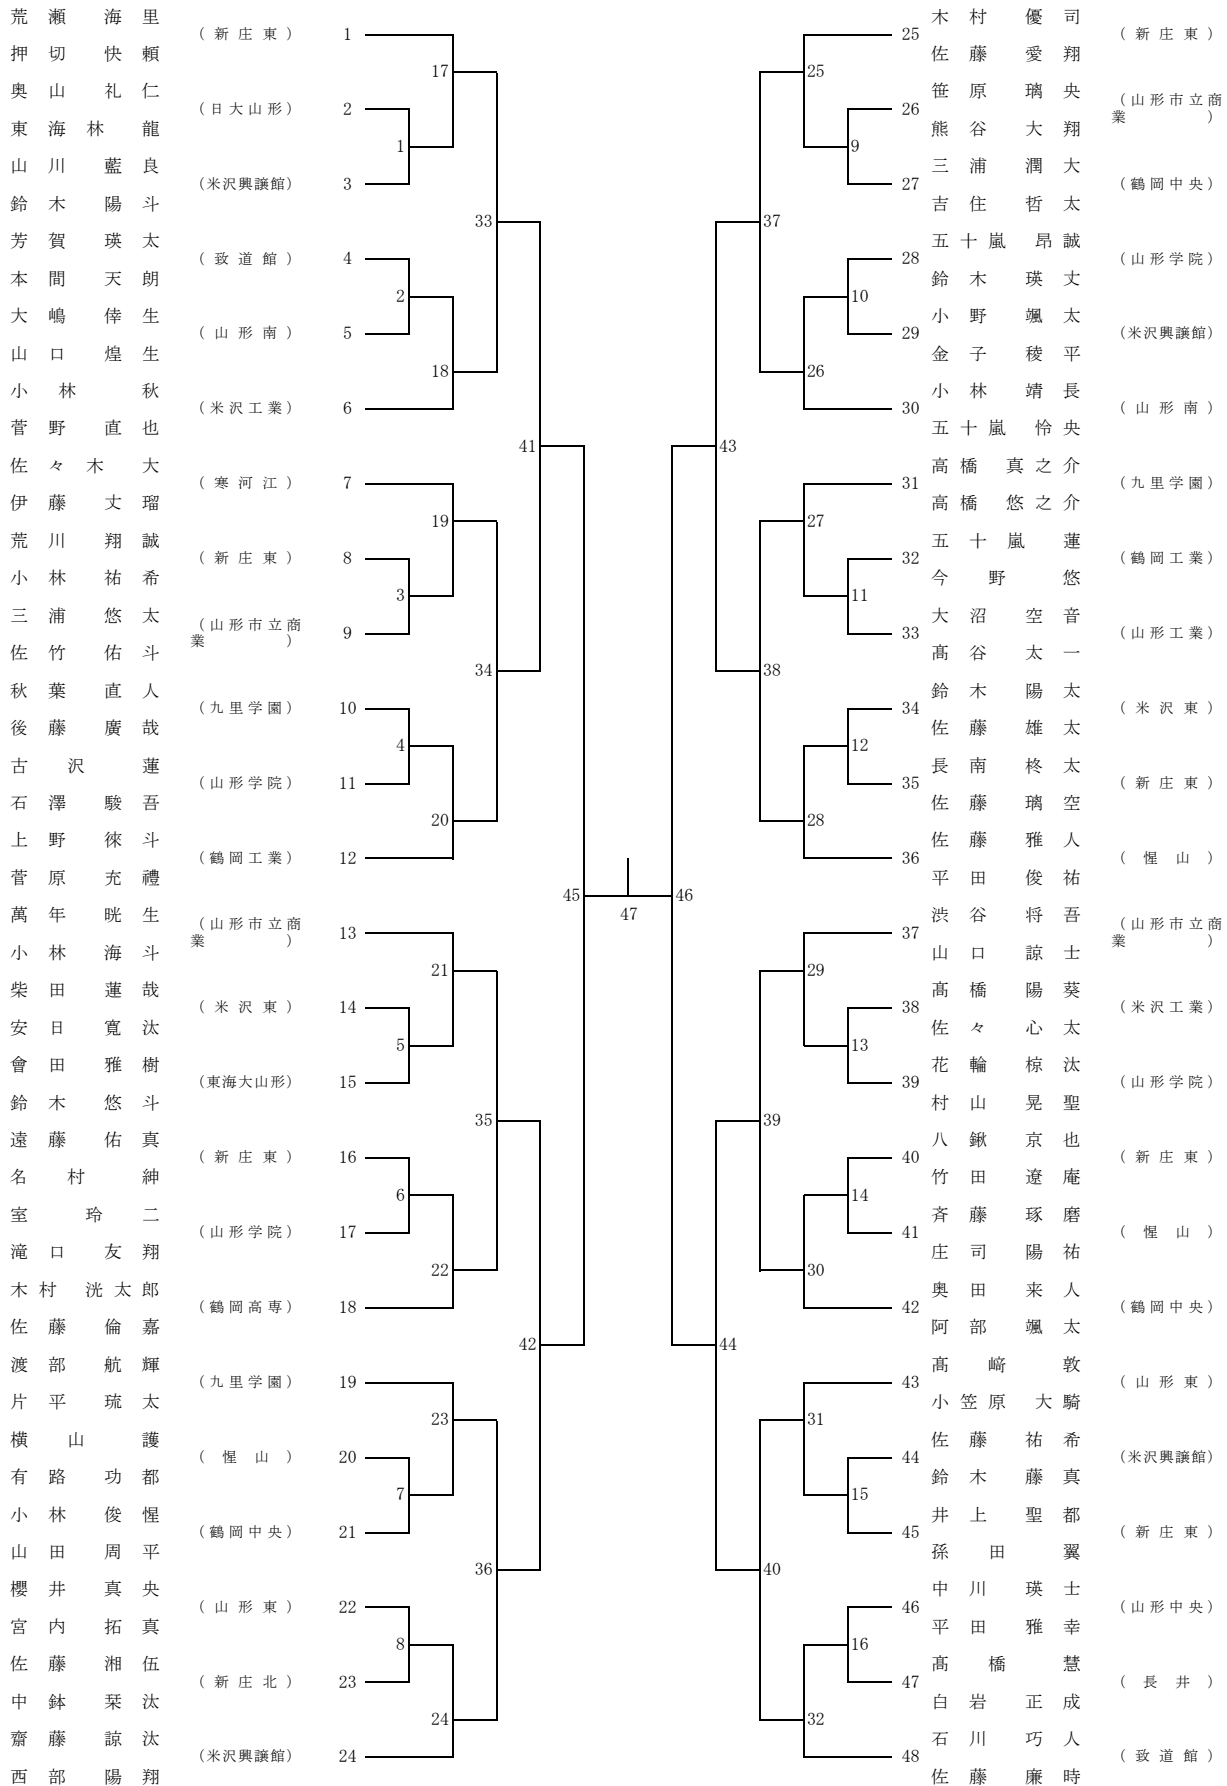 荒瀬 海里
(新庄東) 1
押切 快頼
奥山 礼仁
(日大山形) 2
東海林 龍
山川 藍良
(米沢興譲館) 3
鈴木 陽斗
芳賀 瑛太
(致道館) 4
本間 天朗
大嶋 倖生
(山形南) 5
山口 煌生
小林 秋
(米沢工業) 6
菅野 直也
佐々木 大
(寒河江) 7
伊藤 丈瑠
荒川 翔誠
(新庄東) 8
小林 祐希
三浦 悠太
(山形市立商業) 9
佐竹 佑斗
秋葉 直人
(九里学園) 10
後藤 廣哉
古沢 蓮
(山形学院) 11
石澤 駿吾
上野 徠斗
(鶴岡工業) 12
菅原 充禮
萬年 晄生
(山形市立商業) 13
小林 海斗
柴田 蓮哉
(米沢東) 14
安日 寛汰
會田 雅樹
(東海大山形) 15
鈴木 悠斗
遠藤 佑真
(新庄東) 16
名村 紳
室 玲二
(山形学院) 17
滝口 友翔
木村 洸太郎
(鶴岡高専) 18
佐藤 倫嘉
渡部 航輝
(九里学園) 19
片平 琉太
横山 護
(惺山) 20
有路 功都
小林 俊惺
(鶴岡中央) 21
山田 周平
櫻井 真央
(山形東) 22
宮内 拓真
佐藤 湘伍
(新庄北) 23
中鉢 栞汰
齋藤 諒汰
(米沢興譲館) 24
西部 陽翔
17
1
33
2
18
41
19
3
34
4
20
45
21
5
35
6
22
42
23
7
36
8
24
47
46
25
9
37
10
26
43
27
11
38
12
28
29
13
39
14
30
44
31
15
40
16
32
木村 優司
25 (新庄東)
佐藤 愛翔
笹原 璃央
26 (山形市立商業)
熊谷 大翔
三浦 潤大
27 (鶴岡中央)
吉住 哲太
五十嵐 昂誠
28 (山形学院)
鈴木 瑛丈
小野 颯太
29 (米沢興譲館)
金子 稜平
小林 靖長
30 (山形南)
五十嵐 怜央
高橋 真之介
31 (九里学園)
高橋 悠之介
五十嵐 蓮
32 (鶴岡工業)
今野 悠
大沼 空音
33 (山形工業)
髙谷 太一
鈴木 陽太
34 (米沢東)
佐藤 雄太
長南 柊太
35 (新庄東)
佐藤 璃空
佐藤 雅人
36 (惺山)
平田 俊祐
渋谷 将吾
37 (山形市立商業)
山口 諒士
髙橋 陽葵
38 (米沢工業)
佐々 心太
花輪 椋汰
39 (山形学院)
村山 晃聖
八鍬 京也
40 (新庄東)
竹田 遼庵
斉藤 琢磨
41 (惺山)
庄司 陽祐
奥田 来人
42 (鶴岡中央)
阿部 颯太
髙﨑 敦
43 (山形東)
小笠原 大騎
佐藤 祐希
44 (米沢興譲館)
鈴木 藤真
井上 聖都
45 (新庄東)
孫田 翼
中川 瑛士
46 (山形中央)
平田 雅幸
髙橋 慧
47 (長井)
白岩 正成
石川 巧人
48 (致道館)
佐藤 廉時